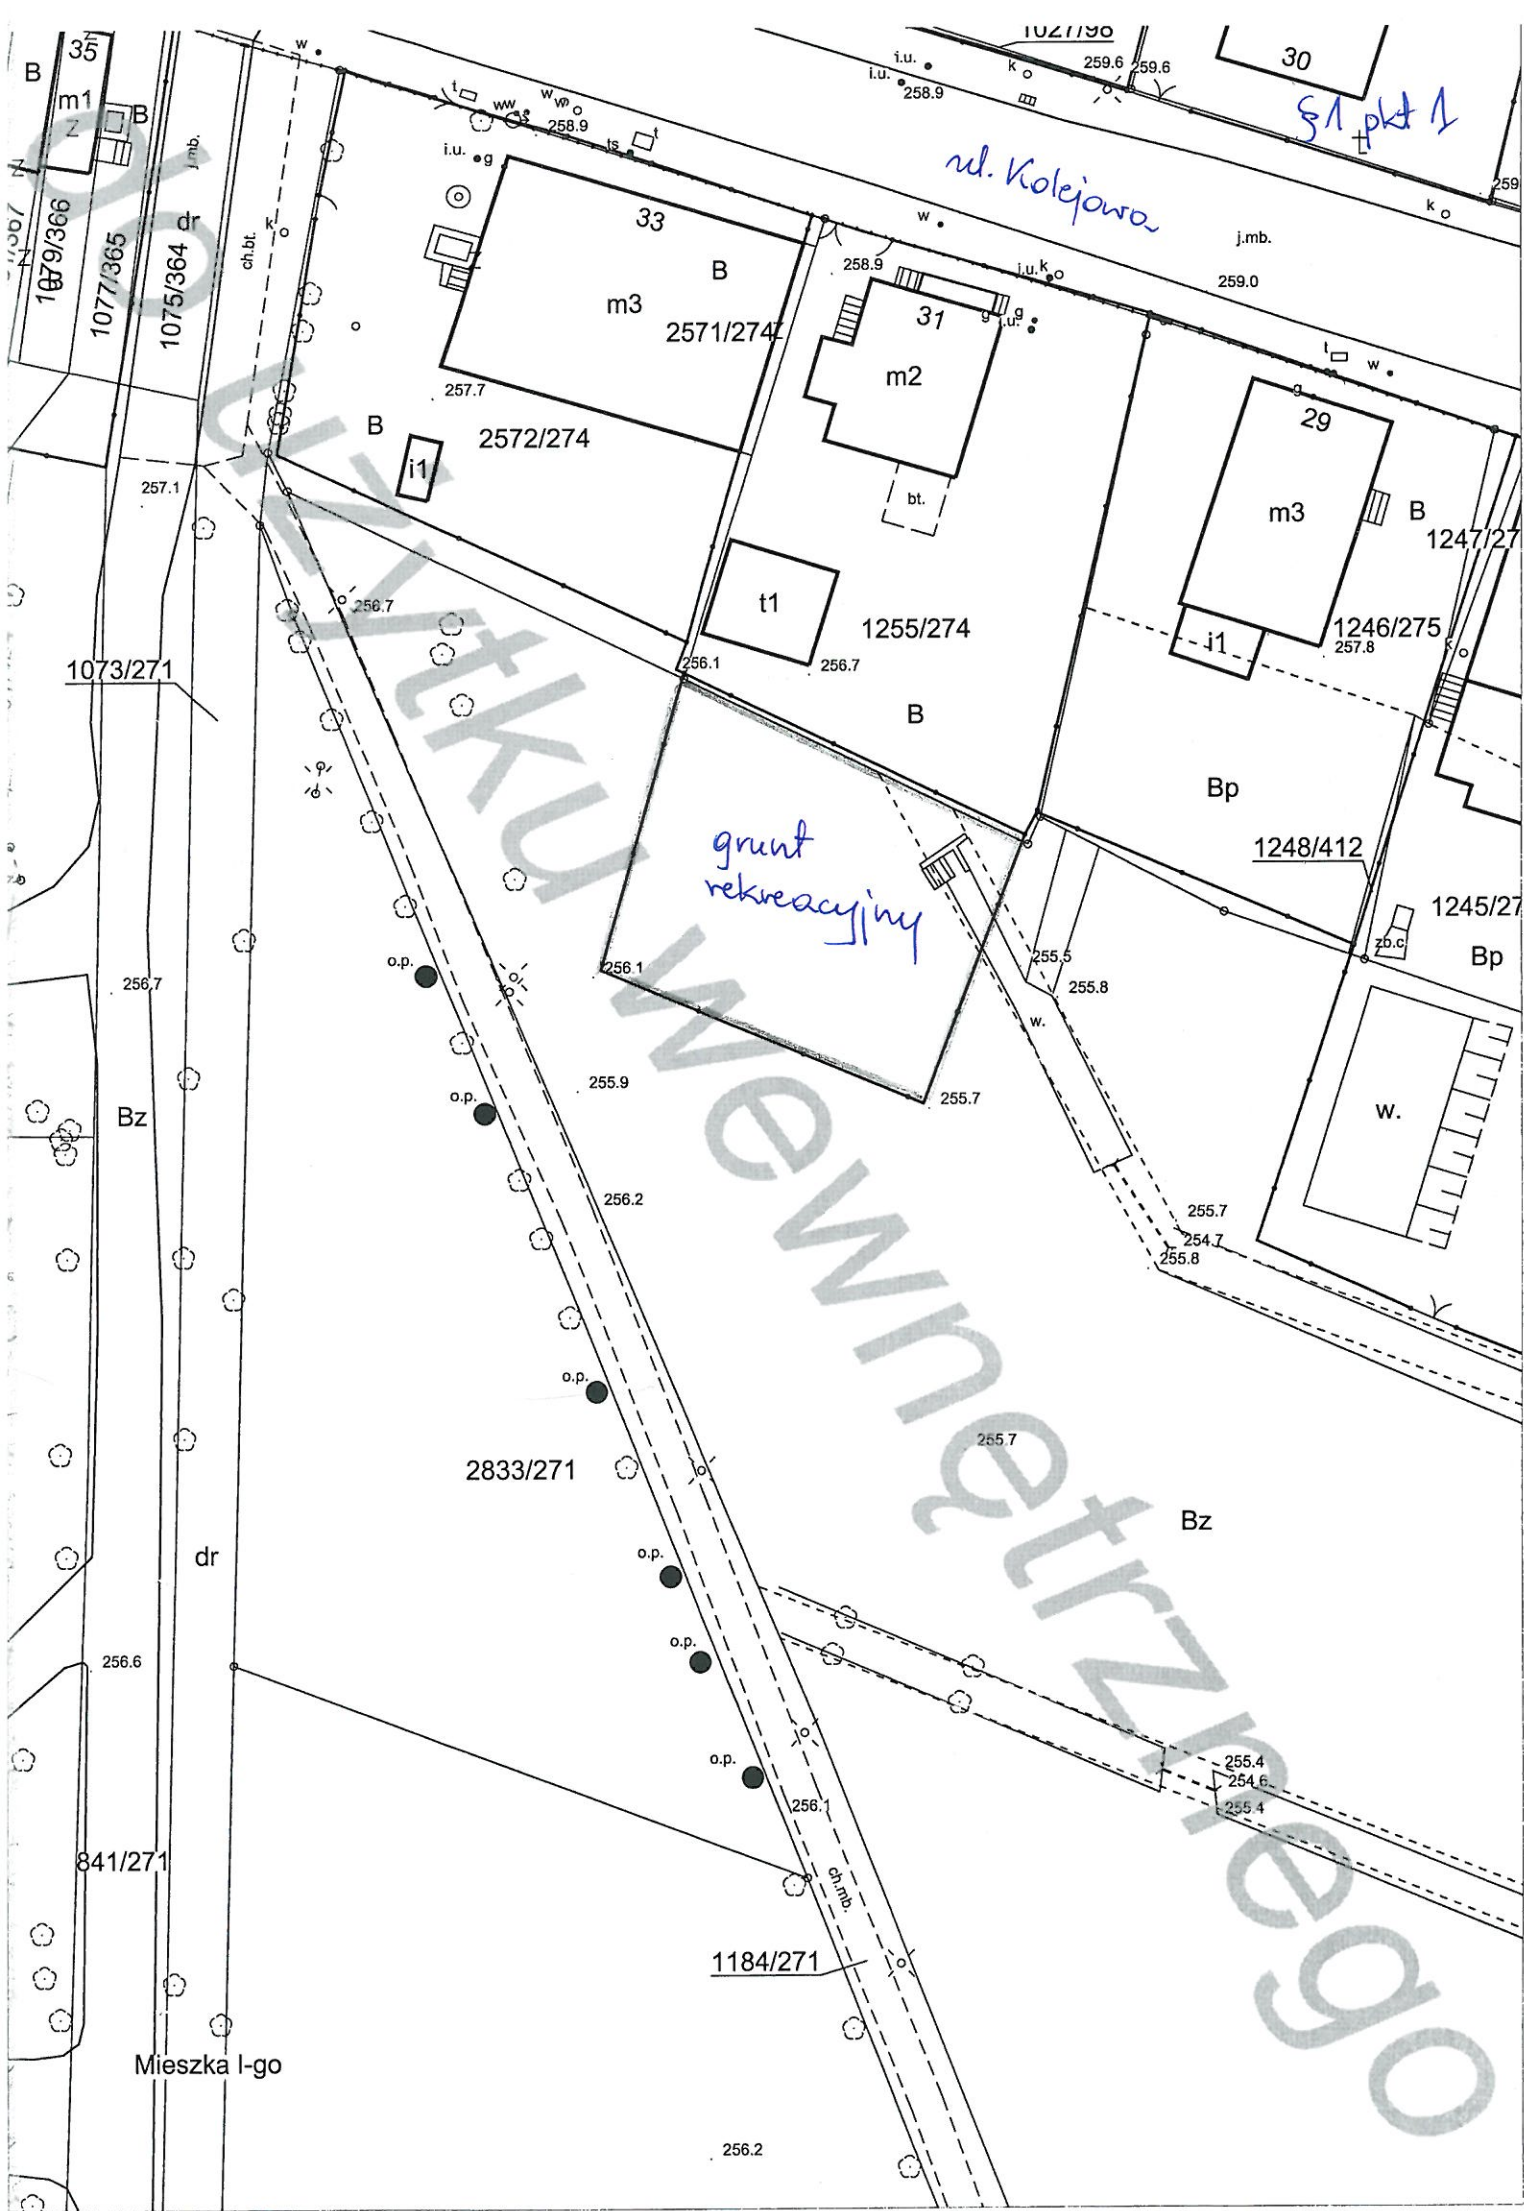 1027/98
35
B
m1
z
B
w
t
ww
w
w
258.9
t
ts
i.u.
g
i.u.
i.u.
258.9
k
259.6
259.6
30
§1 pkt 1
t
ul. Kolejowa
259
k
j.mb.
dr
k
ch.bt.
1079/366
1077/365
1075/364
33
B
m3
2571/274
w
258.9
i.u.
k
j.mb.
259.0
31
g
i.u.
g
m2
t
w
g
29
257.7
B
2572/274
i1
bt.
m3
B
1247/27
257.1
256.7
t1
1255/274
1246/275
257.8
k
i1
1073/271
256.1
256.7
B
Bp
1248/412
grunt
rekreacyjny
1245/27
zb.c
Bp
o.p.
256.1
255.5
255.8
256.7
w.
255.9
255.7
w.
Bz
o.p.
256.2
255.7
254.7
255.8
o.p.
255.7
2833/271
Bz
dr
o.p.
o.p.
256.6
o.p.
255.4
254.6
255.4
256.1
841/271
ch.mb.
1184/271
Mieszka I-go
256.2
do użytku wewnętrznego